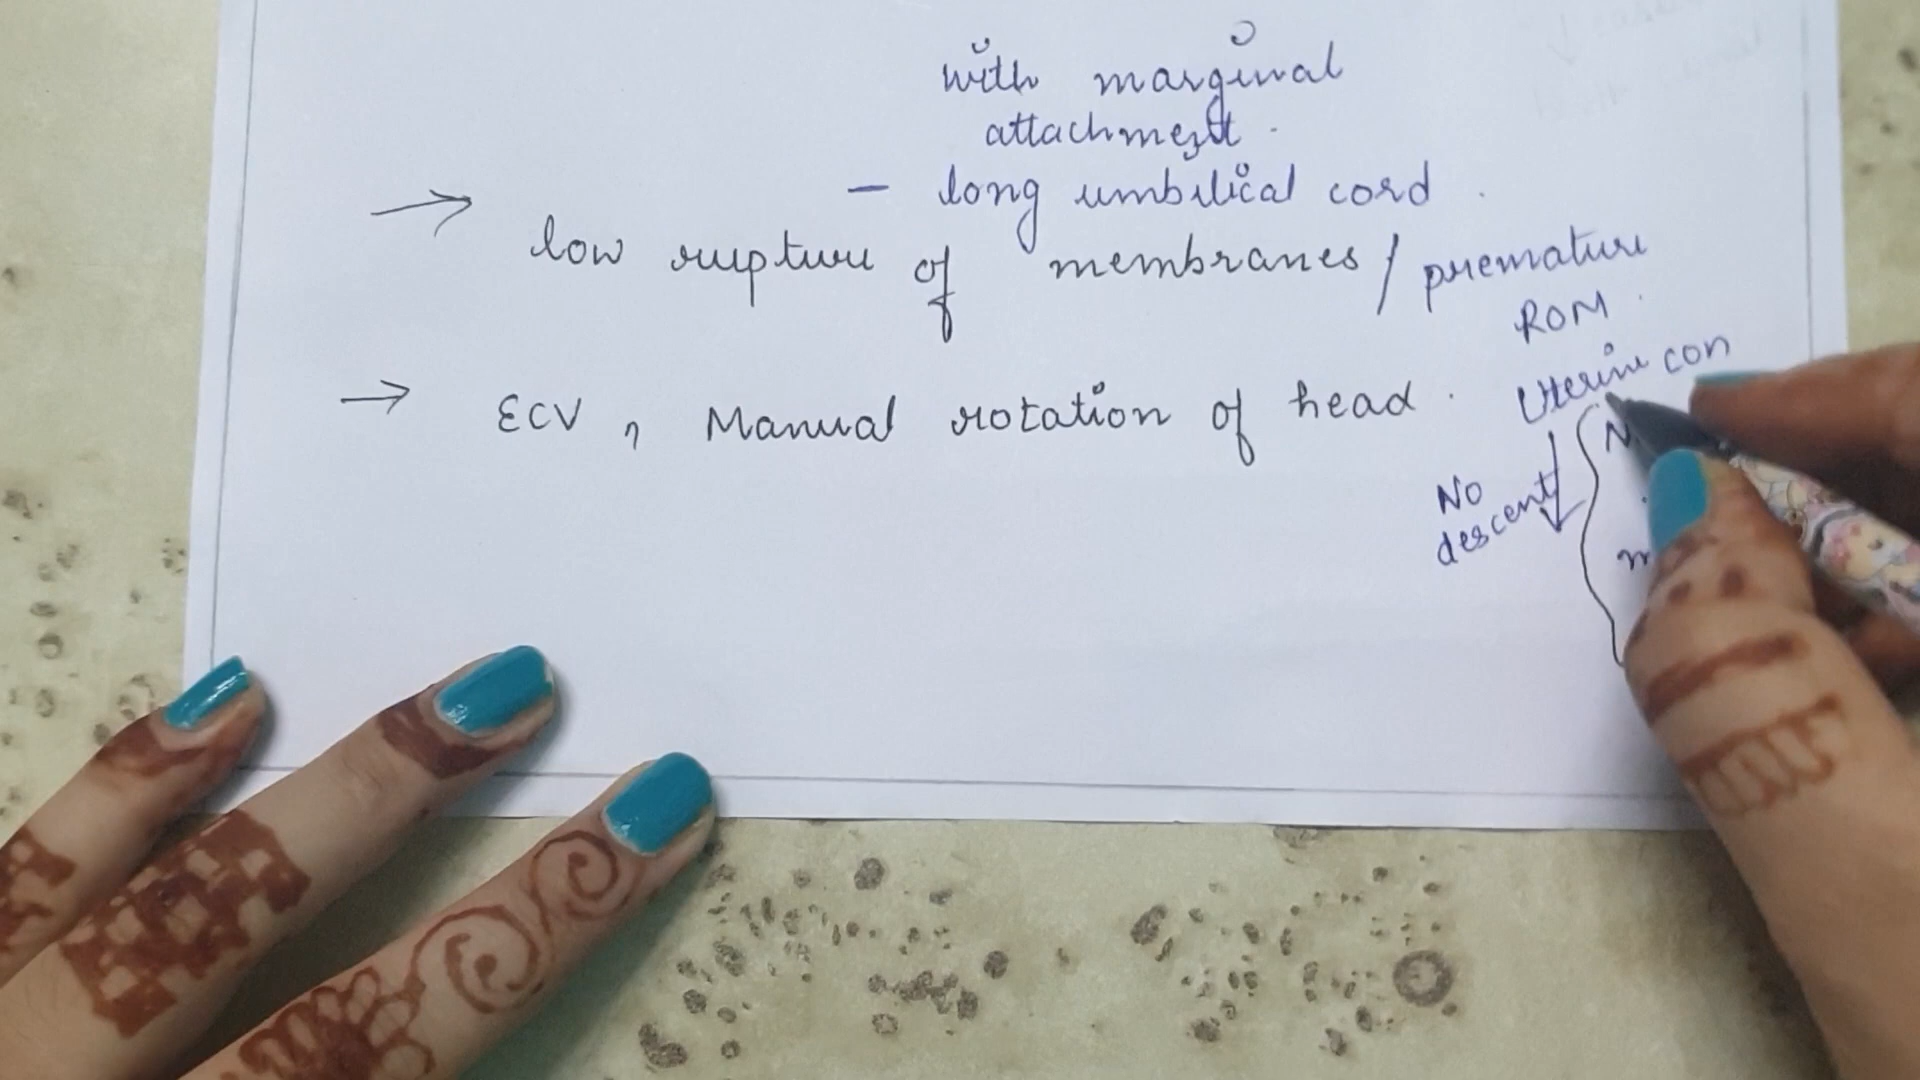 with marginal
attachment.
- long umbilical cord.
→ low rupture of membranes / premature
ROM.
→ ECV, Manual rotation of head.
Uterine con
No
descent